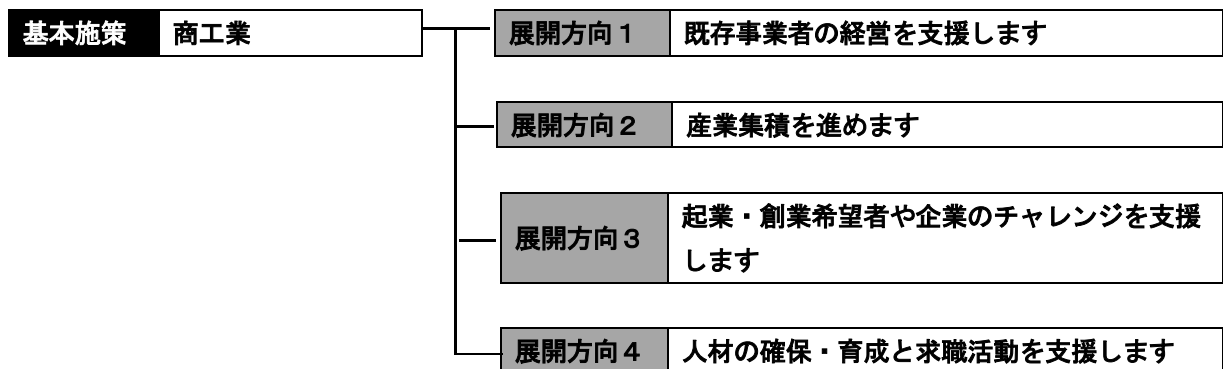 基本施策 商工業
展開方向１ 既存事業者の経営を支援します
展開方向２ 産業集積を進めます
展開方向３ 起業・創業希望者や企業のチャレンジを支援
します
展開方向４ 人材の確保・育成と求職活動を支援します